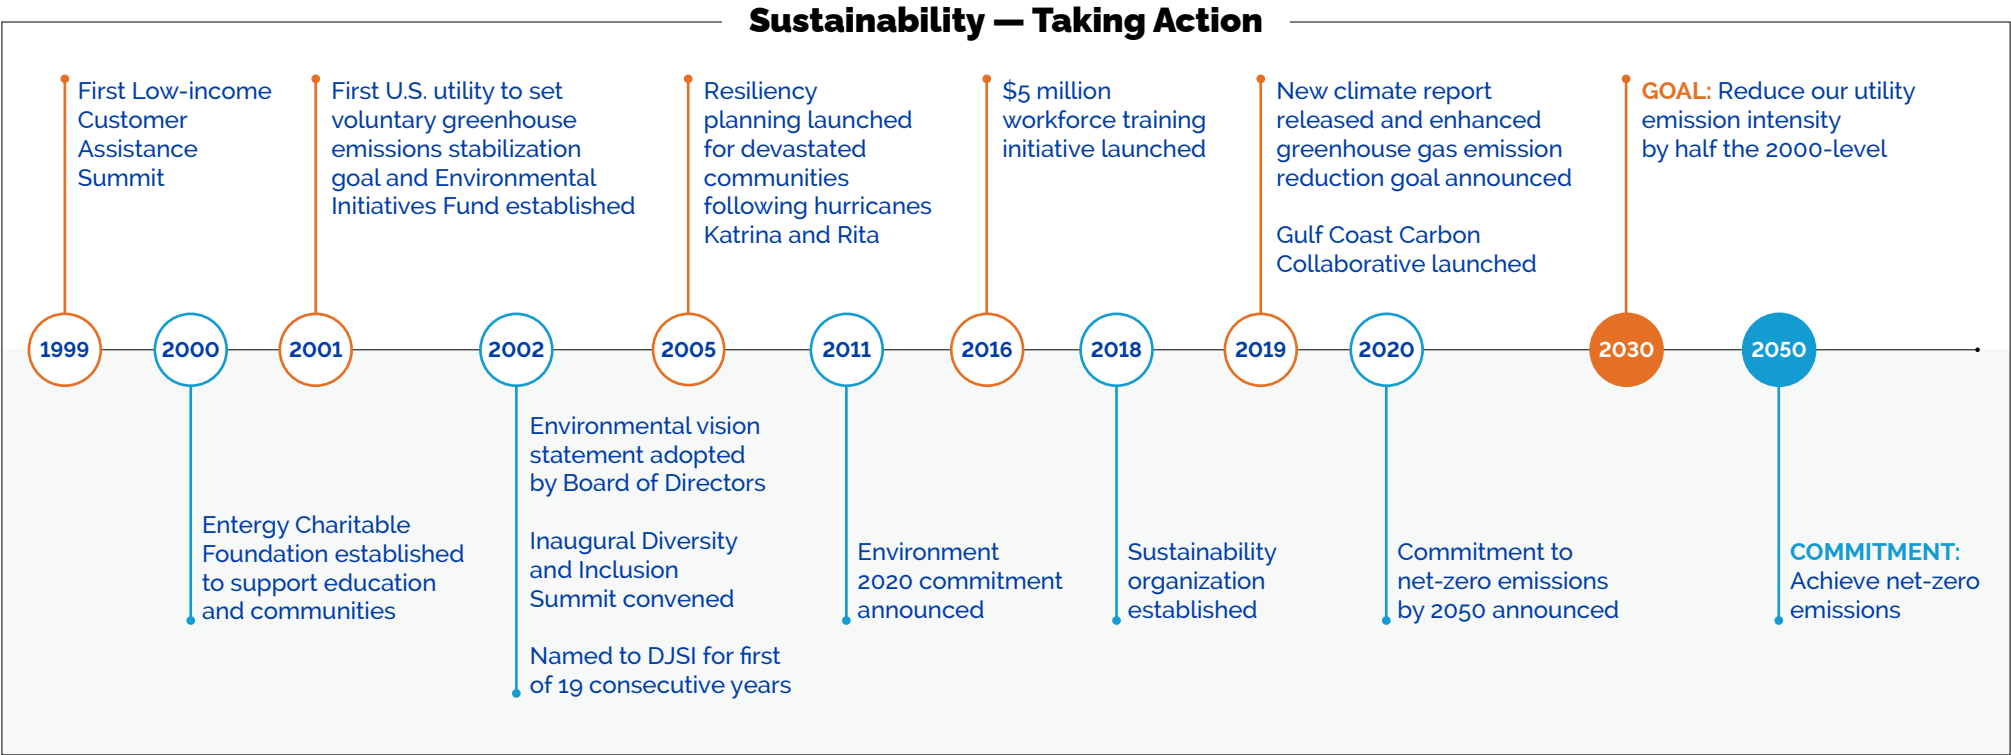 Sustainability — Taking Action
First Low-income
Customer
Assistance
Summit
First U.S. utility to set
voluntary greenhouse
emissions stabilization
goal and Environmental
Initiatives Fund established
Resiliency
planning launched
for devastated
communities
following hurricanes
Katrina and Rita
$5 million
workforce training
initiative launched
New climate report
released and enhanced
greenhouse gas emission
reduction goal announced
Gulf Coast Carbon
Collaborative launched
GOAL: Reduce our utility
emission intensity
by half the 2000-level
1999
2000
2001
2002
2005
2011
2016
2018
2019
2020
2030
2050
Entergy Charitable
Foundation established
to support education
and communities
Environmental vision
statement adopted
by Board of Directors
Inaugural Diversity
and Inclusion
Summit convened
Named to DJSI for first
of 19 consecutive years
Environment
2020 commitment
announced
Sustainability
organization
established
Commitment to
net-zero emissions
by 2050 announced
COMMITMENT:
Achieve net-zero
emissions